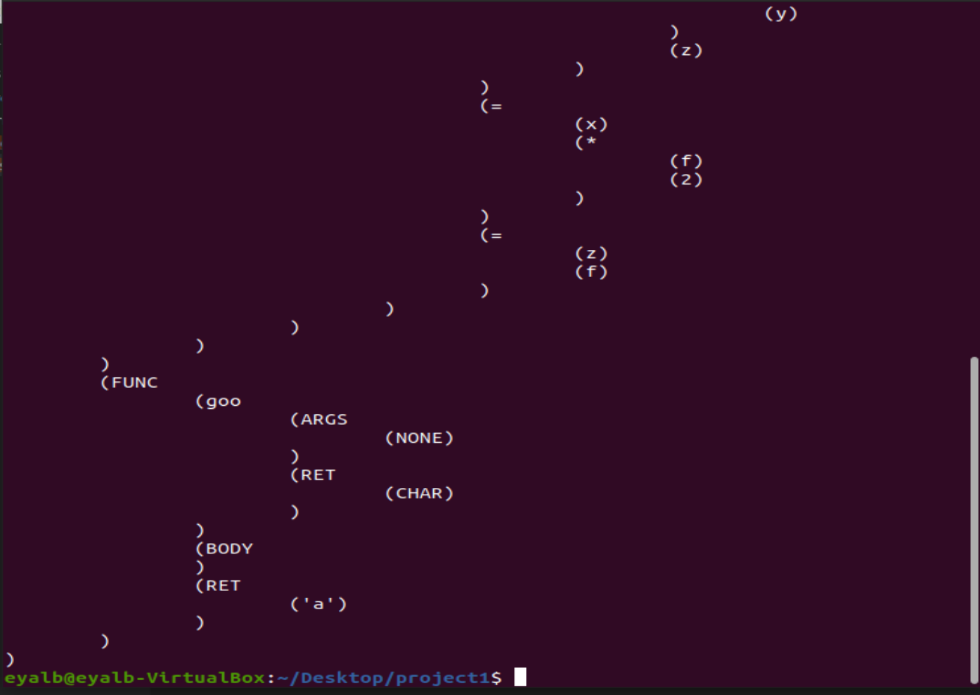 (y)
)
(z)
)
)
(=
(x)
(*
(f)
(2)
)
)
(=
(z)
(f)
)
)
)
)
)
(FUNC
(goo
(ARGS
(NONE)
)
(RET
(CHAR)
)
)
(BODY
)
(RET
('a')
)
)
)
eyalb@eyalb-VirtualBox:~/Desktop/project1$